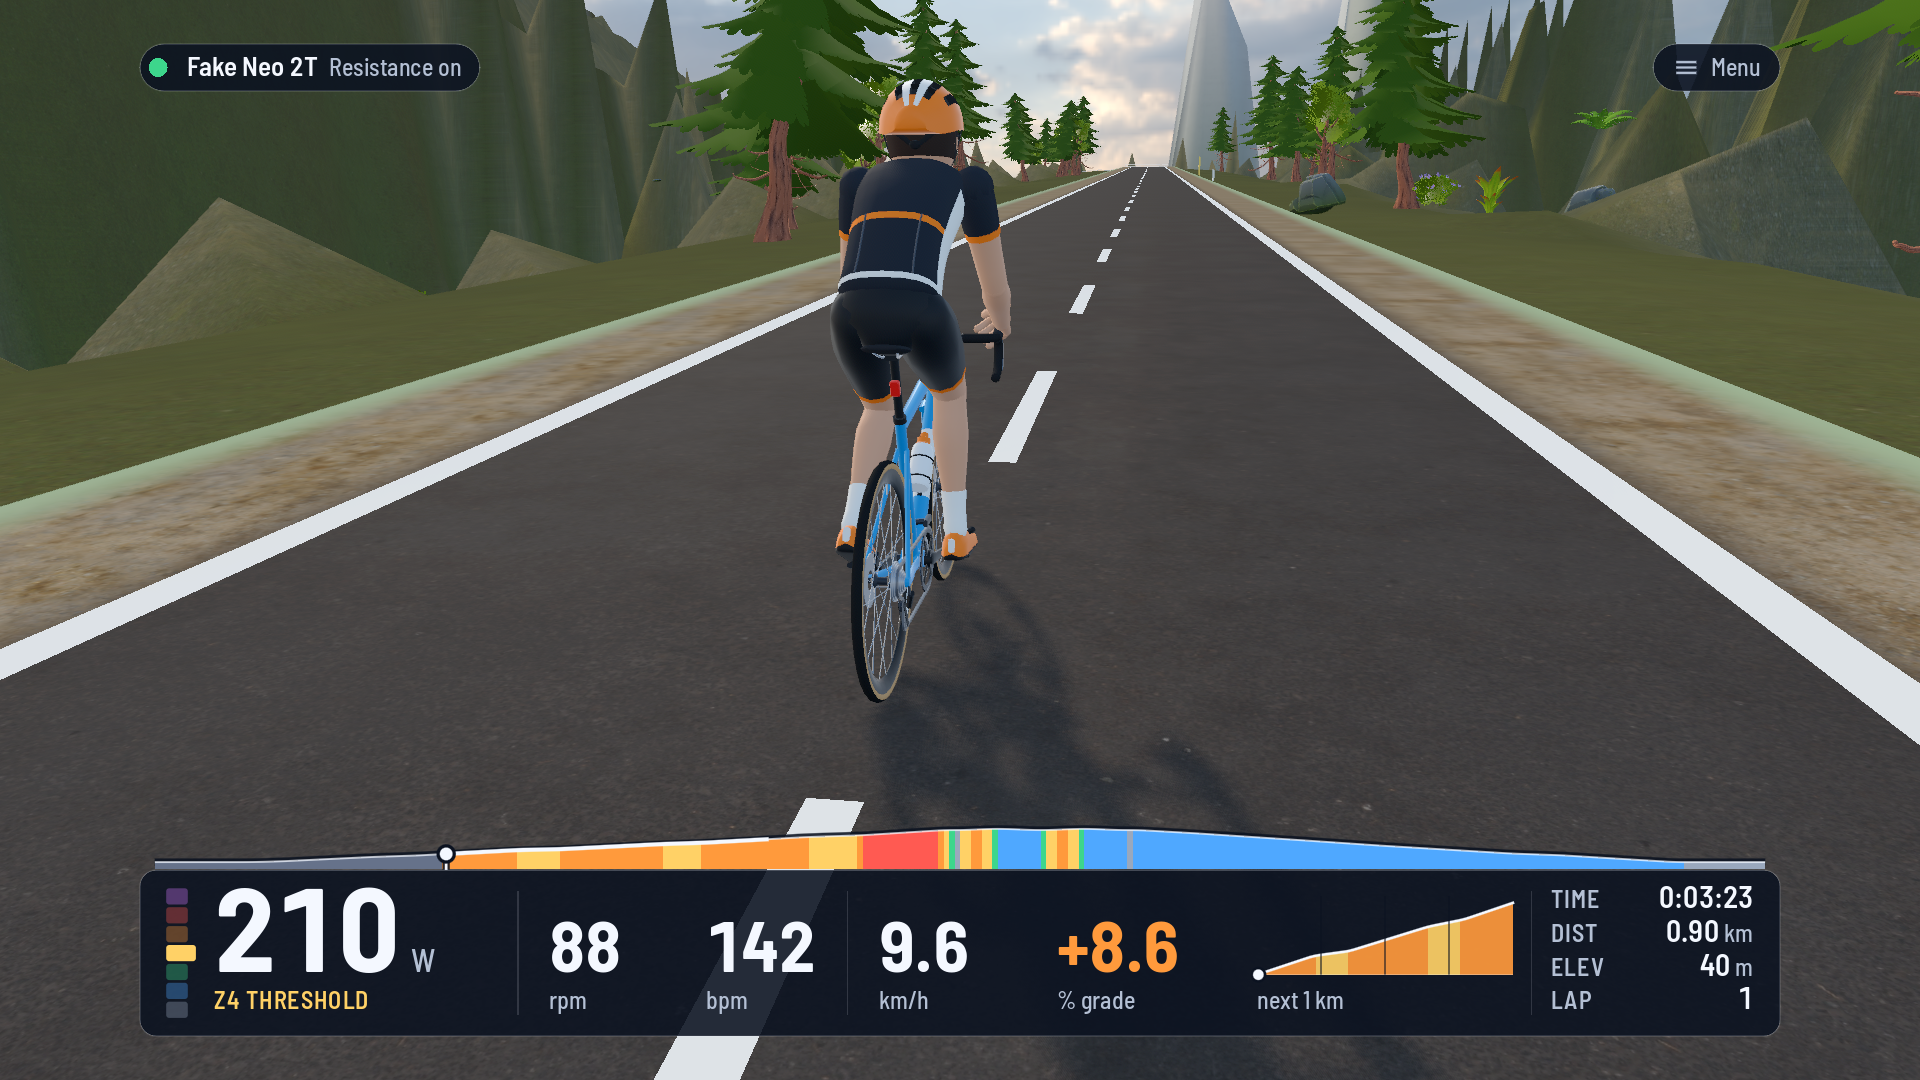 Fake Neo 2T Resistance on
Menu
210 W
Z4 THRESHOLD
88
rpm
142
bpm
9.6
km/h
+8.6
% grade
next 1 km
TIME 0:03:23
DIST 0.90 km
ELEV 40 m
LAP 1